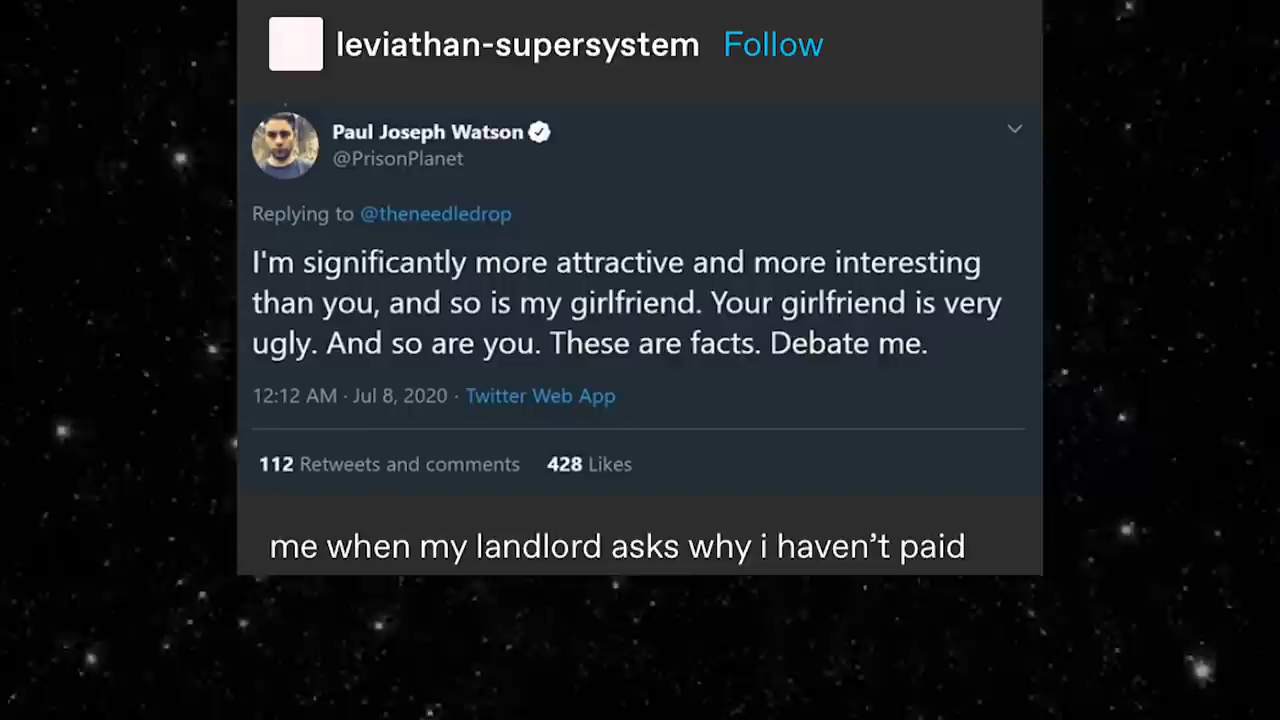 leviathan-supersystem Follow
Paul Joseph Watson
@PrisonPlanet
Replying to @theneedledrop
I'm significantly more attractive and more interesting
than you, and so is my girlfriend. Your girlfriend is very
ugly. And so are you. These are facts. Debate me.
12:12 AM · Jul 8, 2020 · Twitter Web App
112 Retweets and comments 428 Likes
me when my landlord asks why i haven’t paid